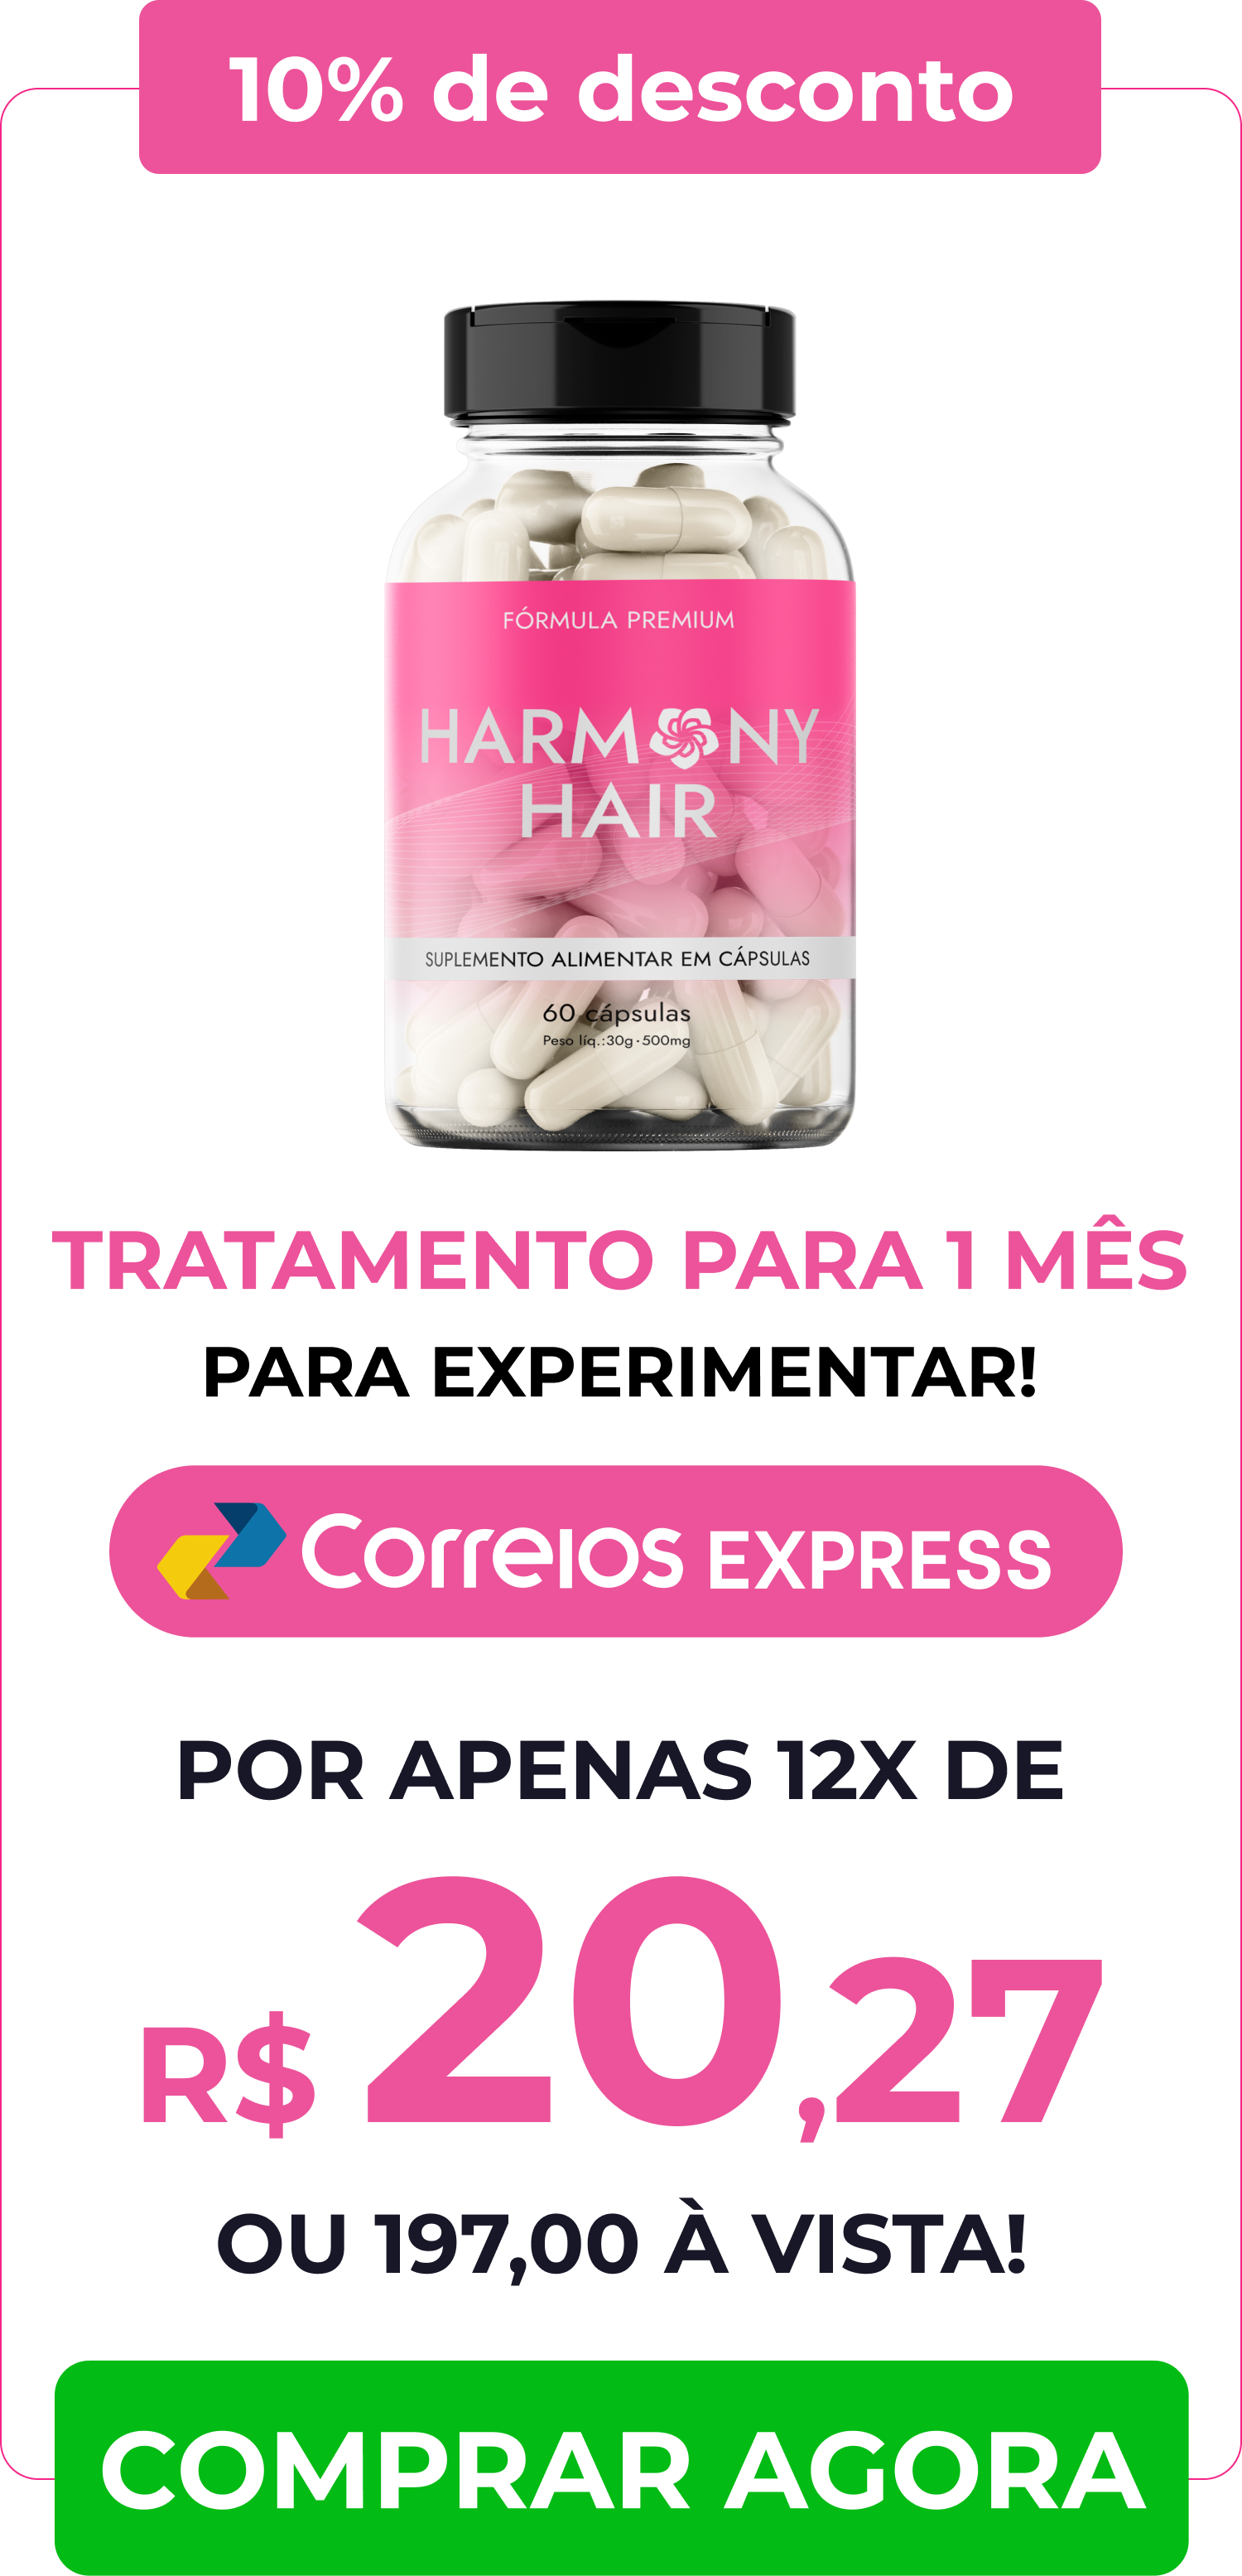 10% de desconto
FÓRMULA PREMIUM
HARMONY
HAIR
SUPLEMENTO ALIMENTAR EM CÁPSULAS
60 cápsulas
Peso líq.:30g·500mg
TRATAMENTO PARA 1 MÊS
PARA EXPERIMENTAR!
Correios EXPRESS
POR APENAS 12X DE
R$ 20,27
OU 197,00 À VISTA!
COMPRAR AGORA